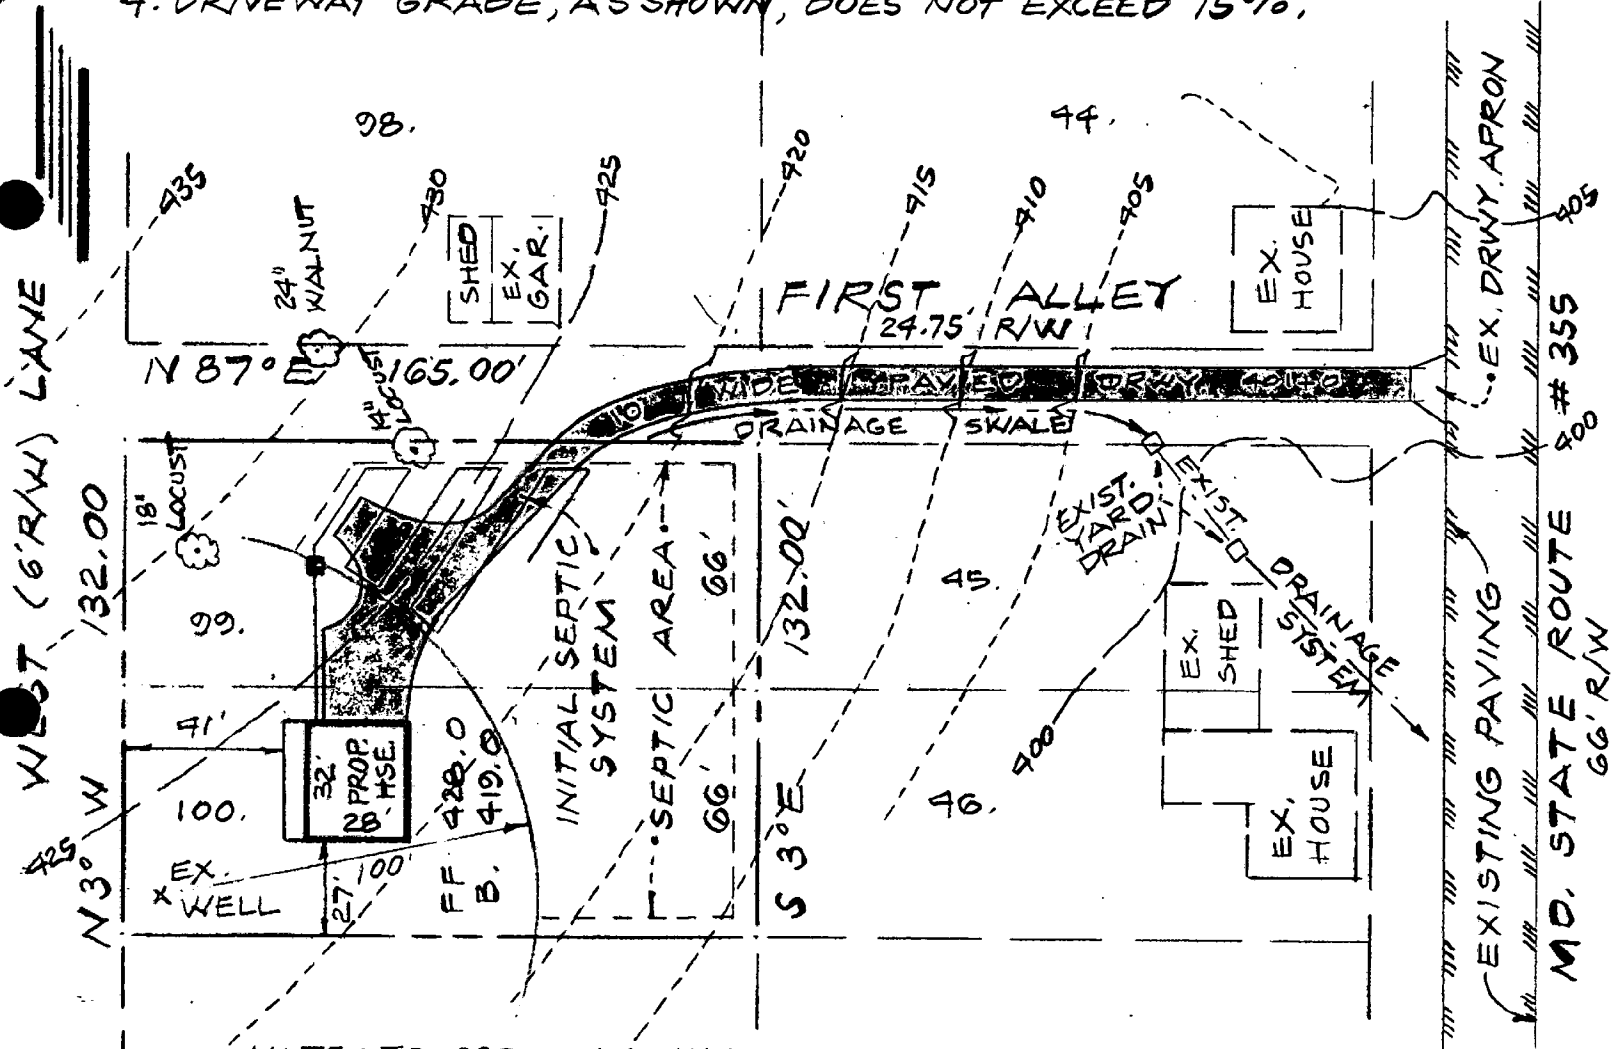 4. DRIVEWAY GRADE, AS SHOWN, DOES NOT EXCEED 15%.
98.
44.
435
430
425
420
415
410
405
24" WALNUT
SHED
EX. GAR.
FIRST ALLEY
24.75' R/W
EX. HOUSE
EX. DRWY. APRON
405
N 87° E 165.00'
14" LOCUST
10' WIDE PAVED DRWY
DRAINAGE SWALE
400
18" LOCUST
WEST (6' R/W) LANE
132.00
N 3° W
99.
INITIAL SEPTIC SYSTEM
SEPTIC AREA
66'
66'
132.00'
S 3° E
45.
EXIST. YARD DRAIN
EXIST. DRAINAGE SYSTEM
EX. SHED
41'
32'
PROP. HSE.
28'
FF 428.0
B. 419.0
100.
46.
400
EX. HOUSE
425
x EX. WELL
100'
27'
EXISTING PAVING
MD. STATE ROUTE # 355
66' R/W